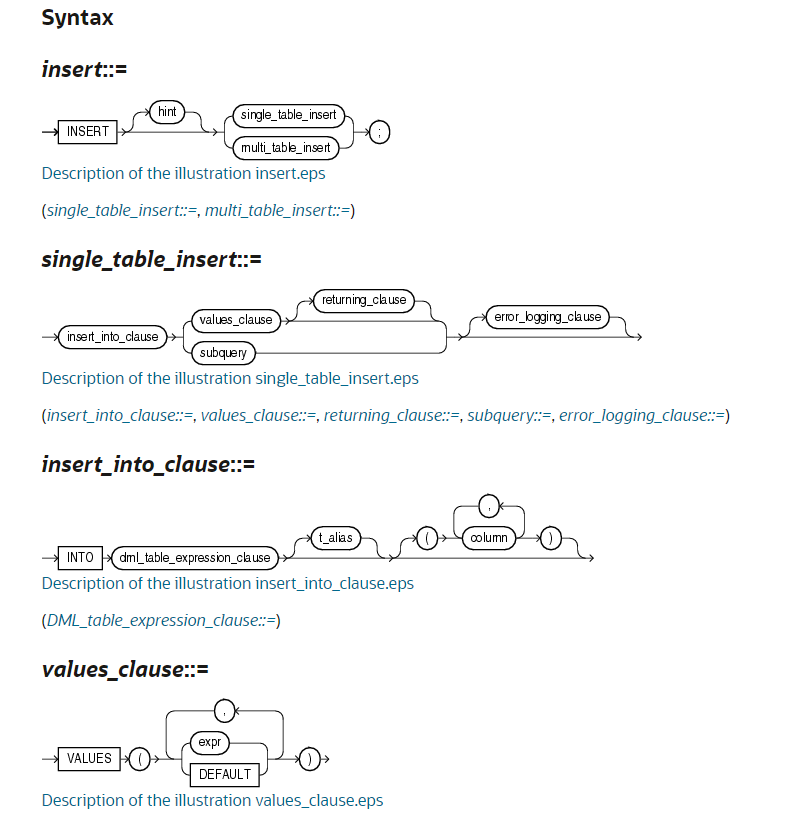 Syntax
insert::=
hint
INSERT
single_table_insert
multi_table_insert
;
Description of the illustration insert.eps
(single_table_insert::=, multi_table_insert::=)
single_table_insert::=
returning_clause
values_clause
error_logging_clause
insert_into_clause
subquery
Description of the illustration single_table_insert.eps
(insert_into_clause::=, values_clause::=, returning_clause::=, subquery::=, error_logging_clause::=)
insert_into_clause::=
,
t_alias
( column )
INTO dml_table_expression_clause
Description of the illustration insert_into_clause.eps
(DML_table_expression_clause::=)
values_clause::=
,
expr
VALUES ( )
DEFAULT
Description of the illustration values_clause.eps